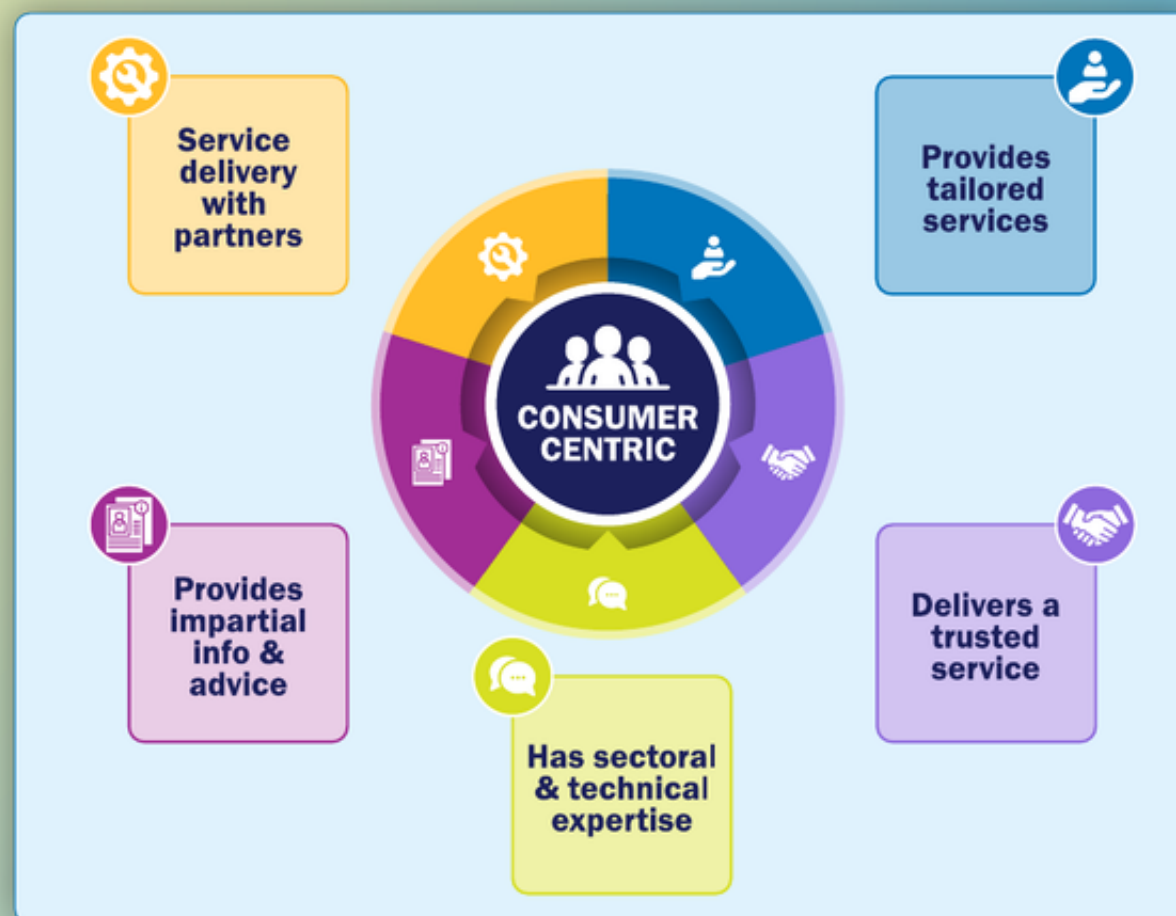 Service
delivery
with
partners
Provides
tailored
services
CONSUMER
CENTRIC
Provides
impartial
info &
advice
Delivers a
trusted
service
Has sectoral
& technical
expertise